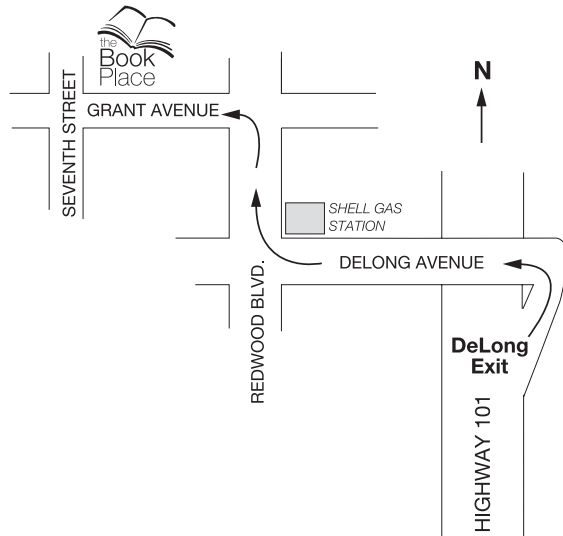 the
Book
Place
N
SEVENTH STREET
GRANT AVENUE
SHELL GAS
STATION
DELONG AVENUE
REDWOOD BLVD.
DeLong
Exit
HIGHWAY 101